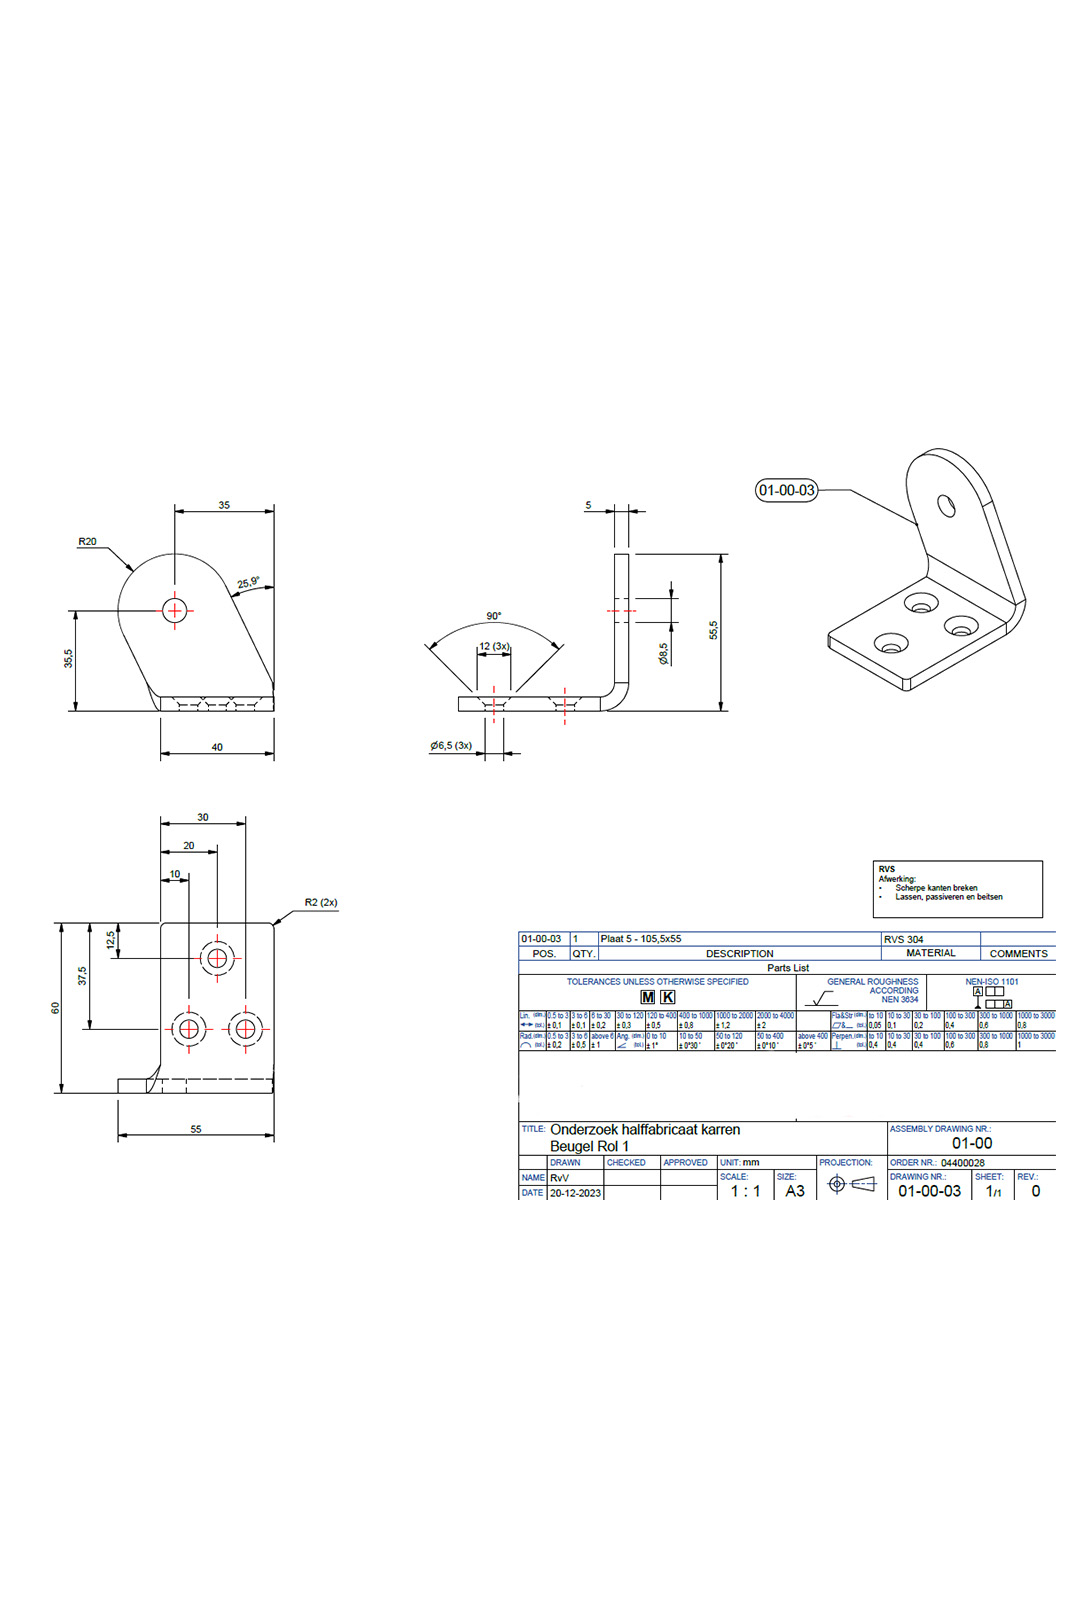 01-00-03
35
R20
25,9°
35,5
40
5
90°
12 (3x)
Ø8,5
55,5
Ø6,5 (3x)
30
20
10
R2 (2x)
12,5
37,5
60
55
RVS
Afwerking:
• Scherpe kanten breken
• Lassen, passiveren en beitsen
01-00-03 1 Plaat 5 - 105,5x55 RVS 304
POS. QTY. DESCRIPTION MATERIAL COMMENTS
Parts List
TOLERANCES UNLESS OTHERWISE SPECIFIED
M K
GENERAL ROUGHNESS
ACCORDING
NEN 3634
NEN-ISO 1101
A
A
Lin. (dim.) 0.5 to 3 3 to 6 6 to 30 30 to 120 120 to 400 400 to 1000 1000 to 2000 2000 to 4000 Fla&Str (dim.) to 10 10 to 30 30 to 100 100 to 300 300 to 1000 1000 to 3000
(tol.) ± 0,1 ± 0,1 ± 0,2 ± 0,3 ± 0,5 ± 0,8 ± 1,2 ± 2 & (tol.) 0,05 0,1 0,2 0,4 0,6 0,8
Rad. (dim.) 0.5 to 3 3 to 6 above 6 Ang. (dim.) 0 to 10 10 to 50 50 to 120 50 to 400 above 400 Perpen. (dim.) to 10 10 to 30 30 to 100 100 to 300 300 to 1000 1000 to 3000
(tol.) ± 0,2 ± 0,5 ± 1 (tol.) ± 1° ± 0°30´ ± 0°20´ ± 0°10´ ± 0°5´ (tol.) 0,4 0,4 0,4 0,6 0,8 1
TITLE: Onderzoek halffabricaat karren
Beugel Rol 1
ASSEMBLY DRAWING NR.:
01-00
DRAWN CHECKED APPROVED UNIT: mm PROJECTION: ORDER NR.: 04400028
NAME RvV SCALE: SIZE: DRAWING NR.: SHEET: REV.:
DATE 20-12-2023 1 : 1 A3 01-00-03 1/1 0